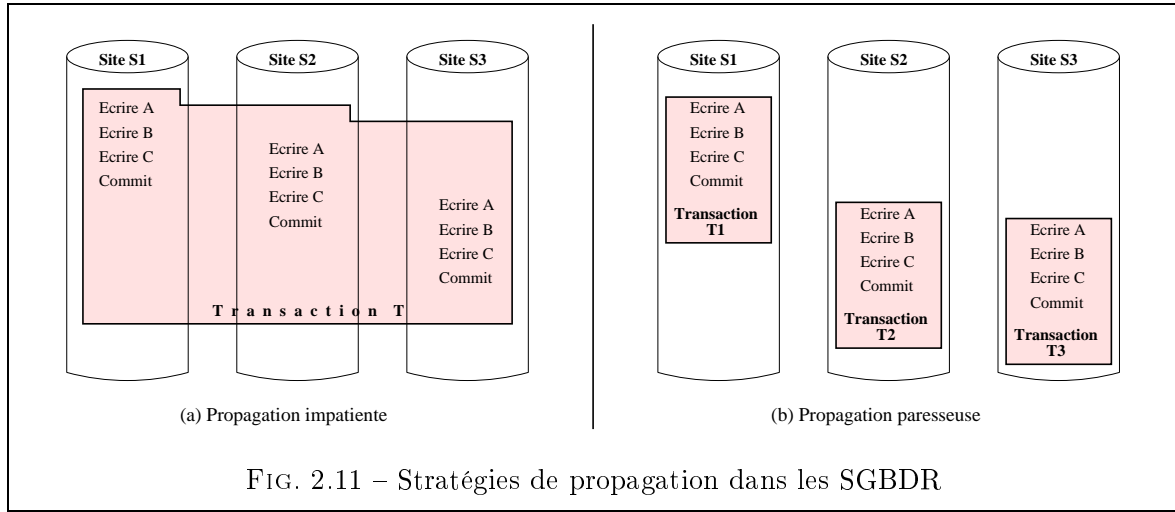 Site S1
Site S2
Site S3
Ecrire A
Ecrire B
Ecrire C
Commit
Ecrire A
Ecrire B
Ecrire C
Commit
Ecrire A
Ecrire B
Ecrire C
Commit
Transaction T
(a) Propagation impatiente
Site S1
Site S2
Site S3
Ecrire A
Ecrire B
Ecrire C
Commit
Transaction
T1
Ecrire A
Ecrire B
Ecrire C
Commit
Transaction
T2
Ecrire A
Ecrire B
Ecrire C
Commit
Transaction
T3
(b) Propagation paresseuse
FIG. 2.11 – Stratégies de propagation dans les SGBDR